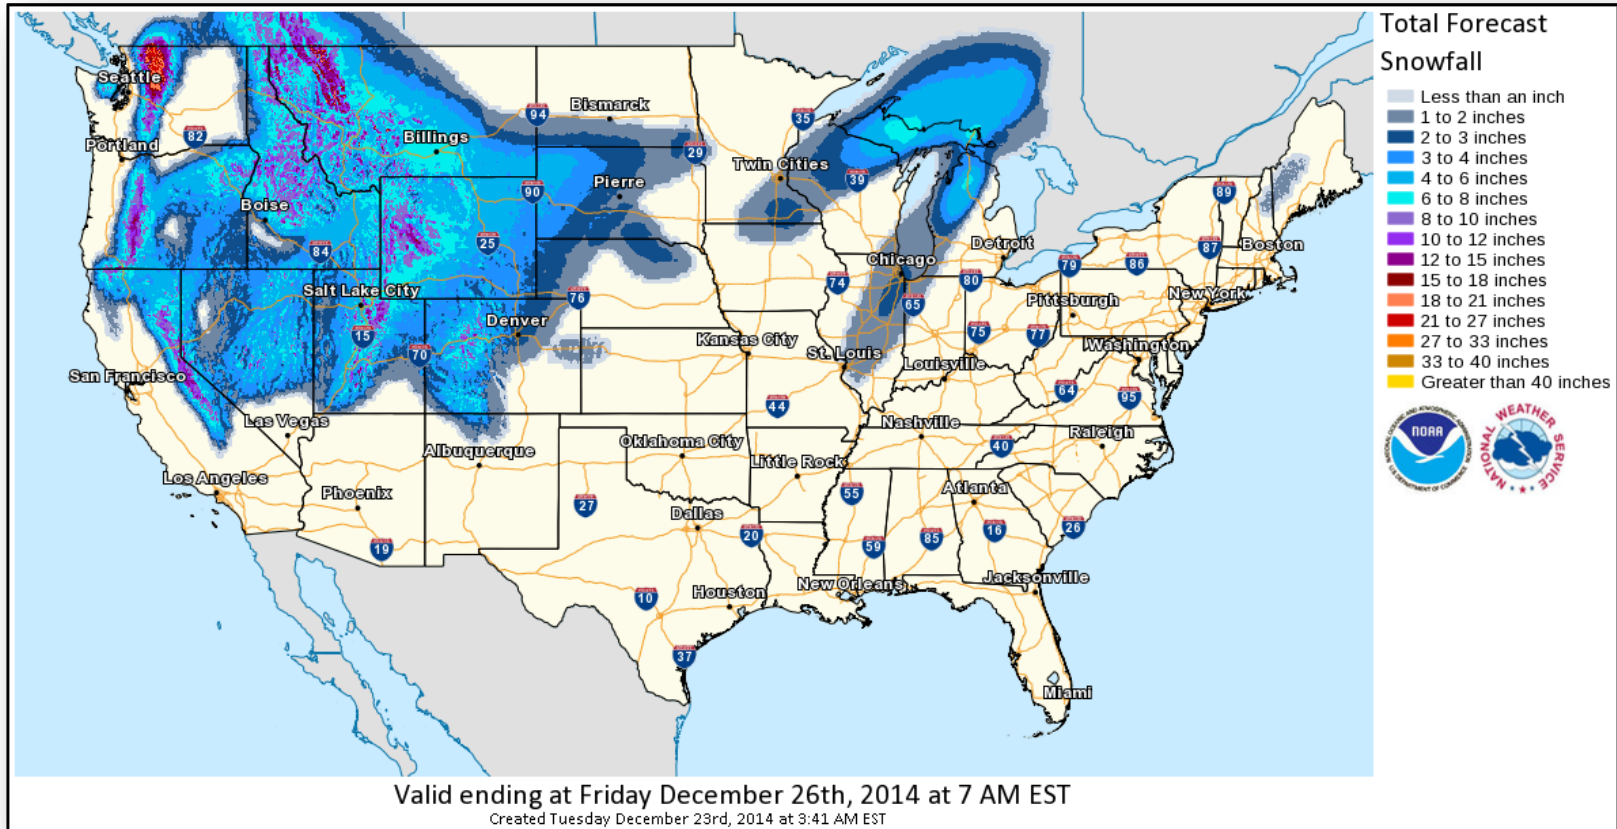 Total Forecast
Snowfall
Less than an inch
1 to 2 inches
2 to 3 inches
3 to 4 inches
4 to 6 inches
6 to 8 inches
8 to 10 inches
10 to 12 inches
12 to 15 inches
15 to 18 inches
18 to 21 inches
21 to 27 inches
27 to 33 inches
33 to 40 inches
Greater than 40 inches
NOAA
NATIONAL WEATHER SERVICE
Seattle
Portland
82
Billings
94
Bismarck
35
29
Twin Cities
39
Pierre
90
Boise
84
25
89
87
Boston
Detroit
79
86
Chicago
74
80
65
Salt Lake City
76
Pittsburgh
New York
Denver
15
70
75
77
Kansas City
St. Louis
Washington
Louisville
San Francisco
64
95
44
Las Vegas
Nashville
Raleigh
Albuquerque
Oklahoma City
40
Little Rock
Los Angeles
Phoenix
27
55
Atlanta
Dallas
20
16
26
59
85
19
Jacksonville
New Orleans
Houston
10
37
Miami
Valid ending at Friday December 26th, 2014 at 7 AM EST
Created Tuesday December 23rd, 2014 at 3:41 AM EST